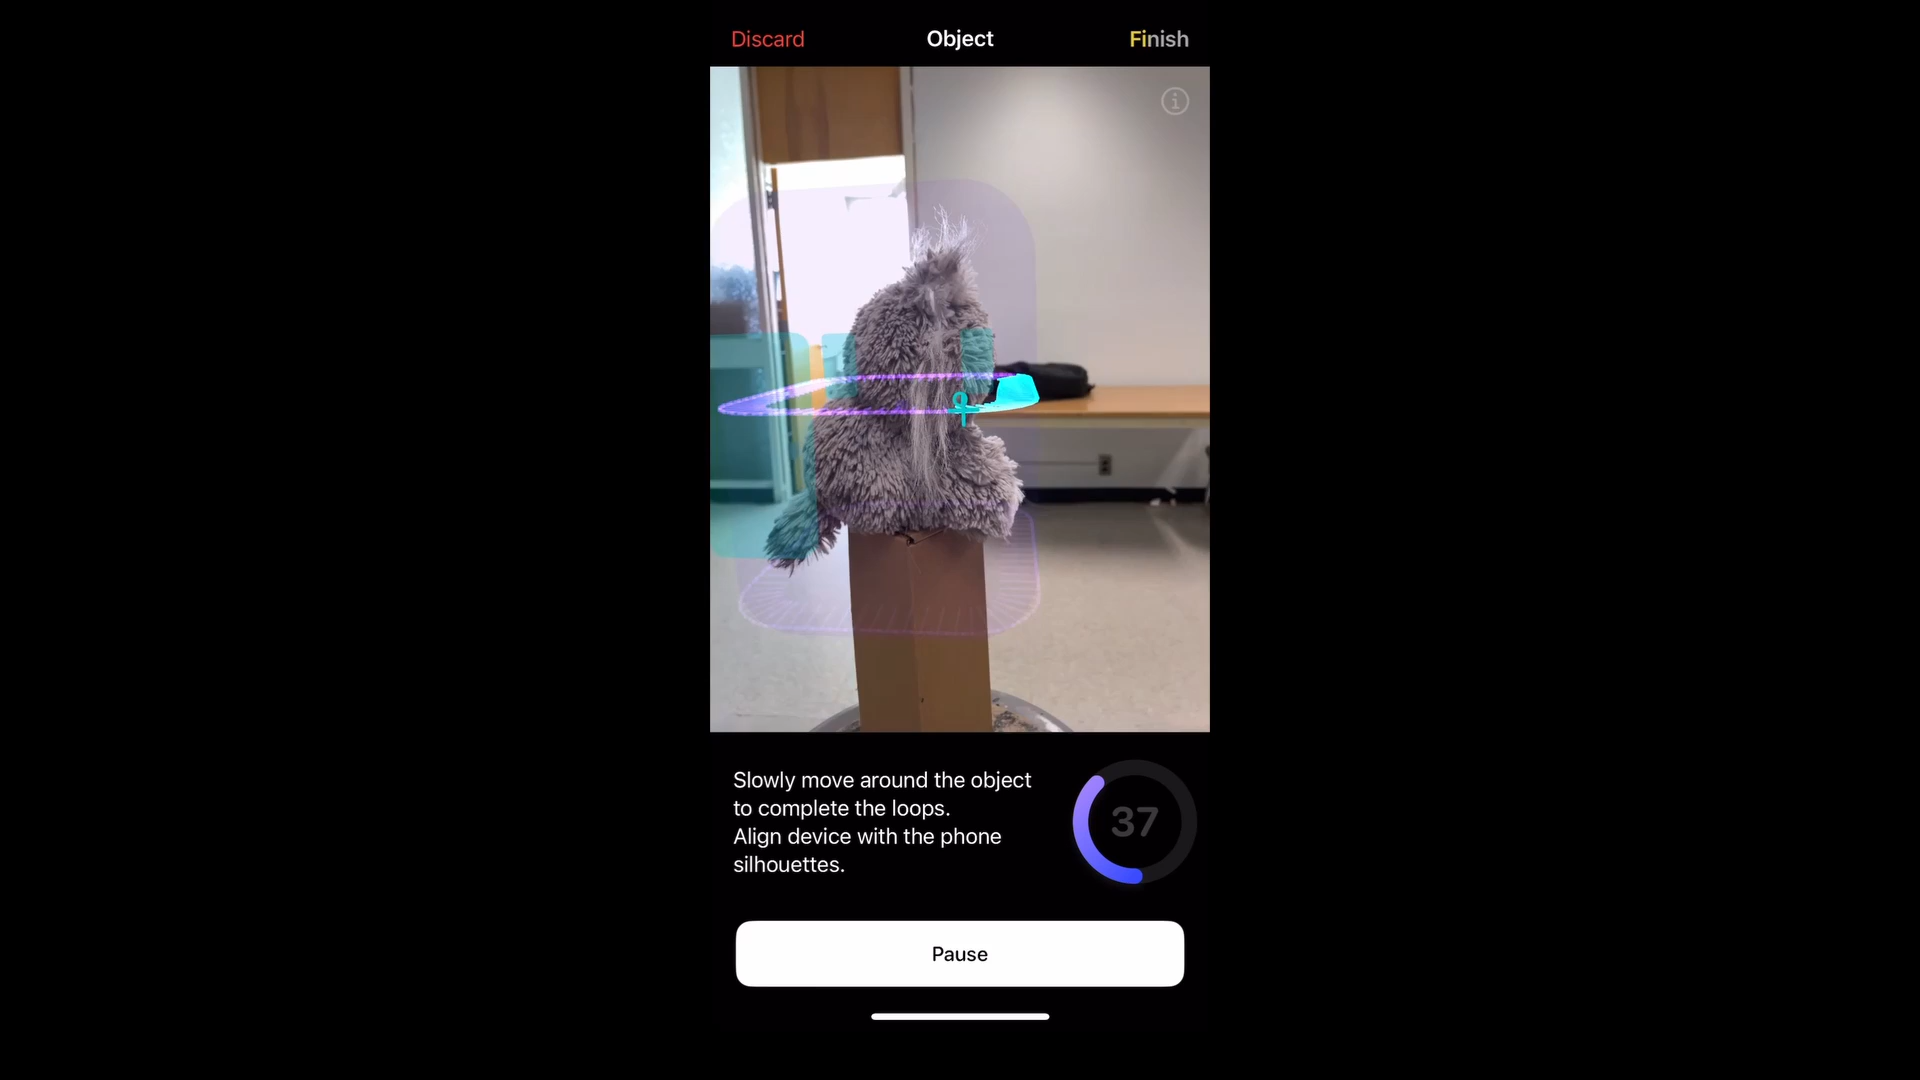 Discard
Object
Finish
Slowly move around the object
to complete the loops.
Align device with the phone
silhouettes.
37
Pause